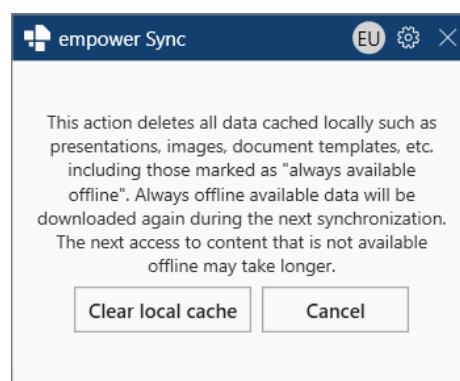 empower Sync EU
This action deletes all data cached locally such as
presentations, images, document templates, etc.
including those marked as "always available
offline". Always offline available data will be
downloaded again during the next synchronization.
The next access to content that is not available
offline may take longer.
Clear local cache Cancel